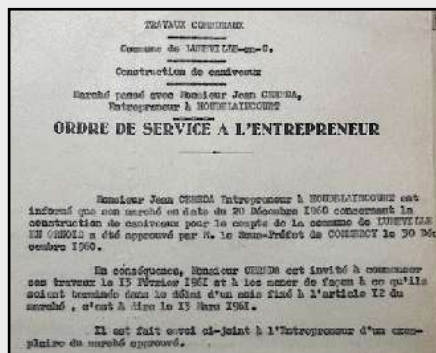 TRAVAUX COMMUNAUX
Commune de LUNEVILLE-en-O.
Construction de caniveaux
Marché passé avec Monsieur Jean CEREDA,
Entrepreneur à HOUDELAINCOURT
ORDRE DE SERVICE A L'ENTREPRENEUR
Monsieur Jean CEREDA Entrepreneur à HOUDELAINCOURT est
informé que son marché en date du 20 Décembre 1960 concernant la
construction de caniveaux pour le compte de la commune de LUNEVILLE
EN ORNOIS a été approuvé par M. le Sous-Préfet de COMMERCY le 30 Dé
cembre 1960.
En conséquence, Monsieur CEREDA est invité à commencer
ses travaux le 13 Février 1961 et à les mener de façon à ce qu'ils
soient terminés dans le délai d'un mois fixé à l'article 12 du
marché , c'est à dire le 13 Mars 1961.
Il est fait envoi ci-joint à l'Entrepreneur d'un exem-
plaire du marché approuvé.